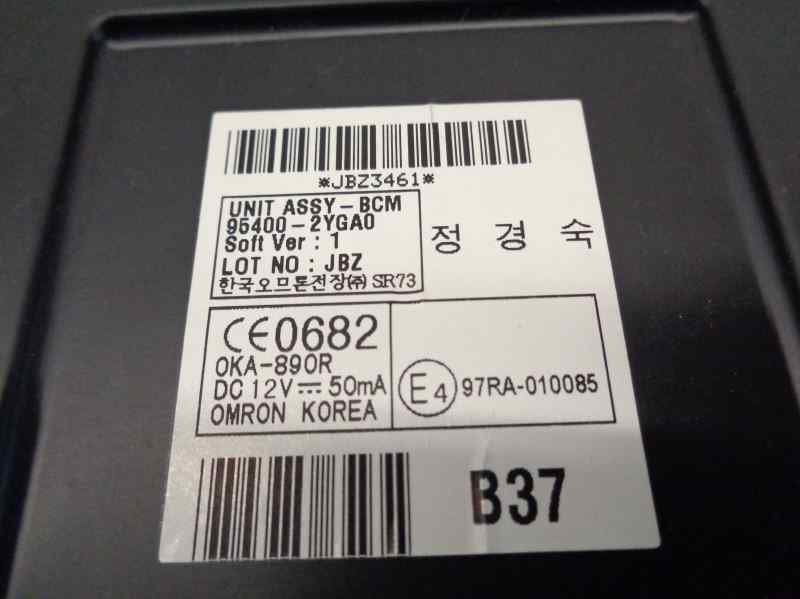 *JBZ3461*
UNIT ASSY-BCM
95400-2YGA0
Soft Ver : 1
LOT NO : JBZ
한국오므론전장(주) SR73
정 경 숙
CE0682
OKA-890R
DC 12V⎓50mA
OMRON KOREA
E4 97RA-010085
B37